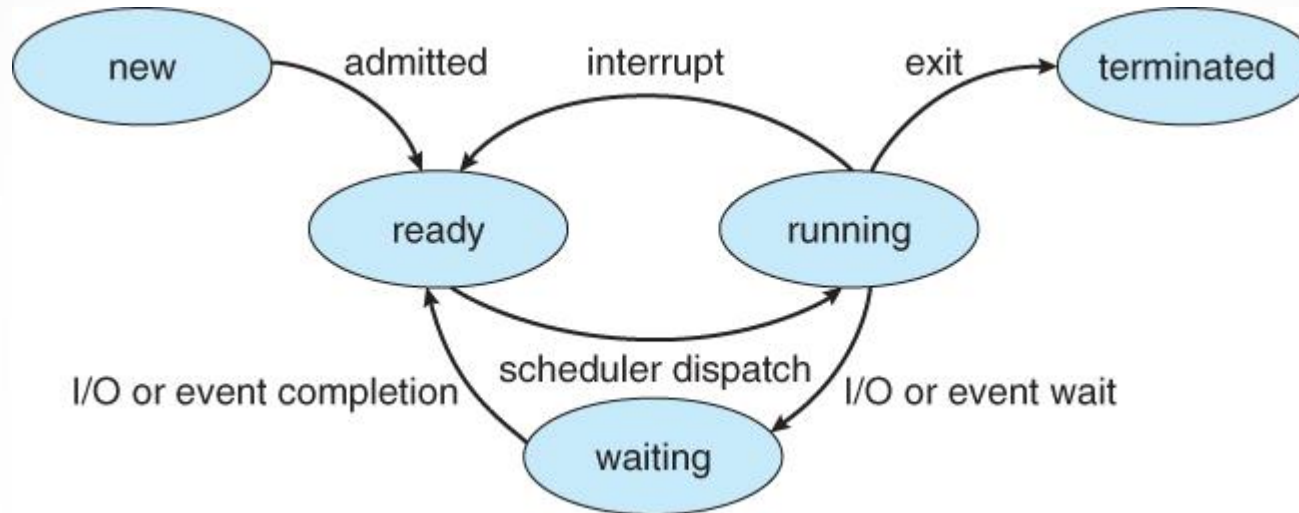 new
admitted
interrupt
exit
terminated
ready
running
scheduler dispatch
I/O or event completion
I/O or event wait
waiting